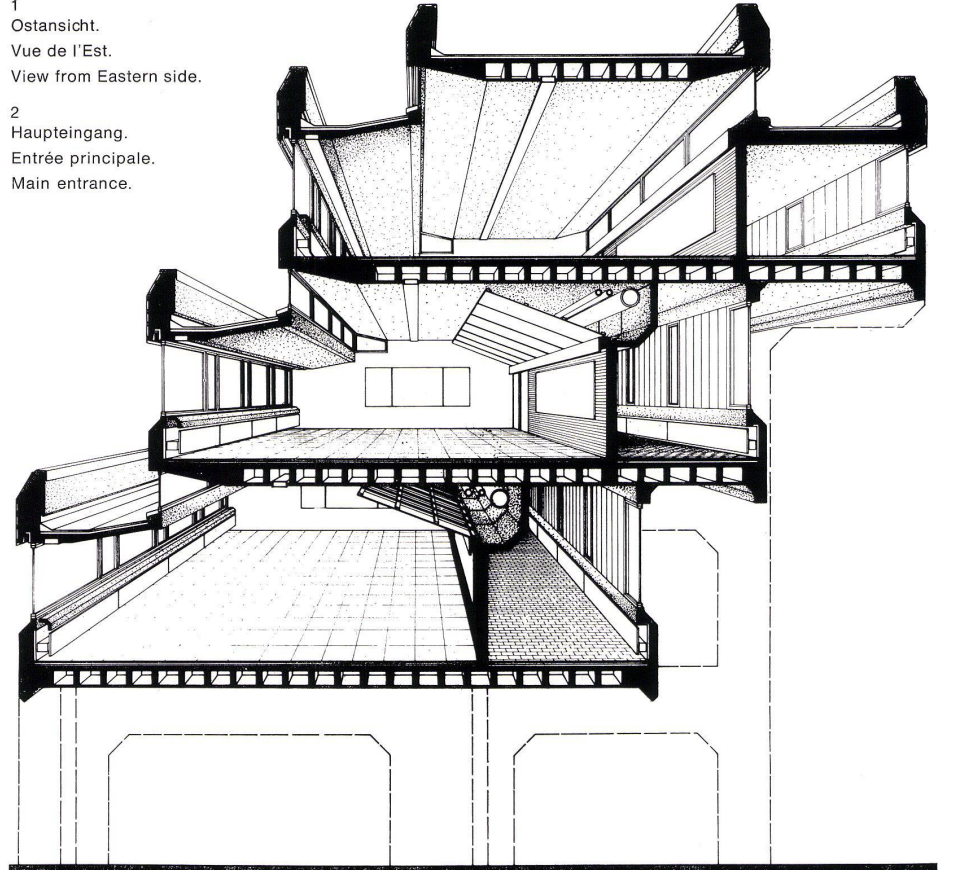 1
Ostansicht.
Vue de l'Est.
View from Eastern side.
2
Haupteingang.
Entrée principale.
Main entrance.